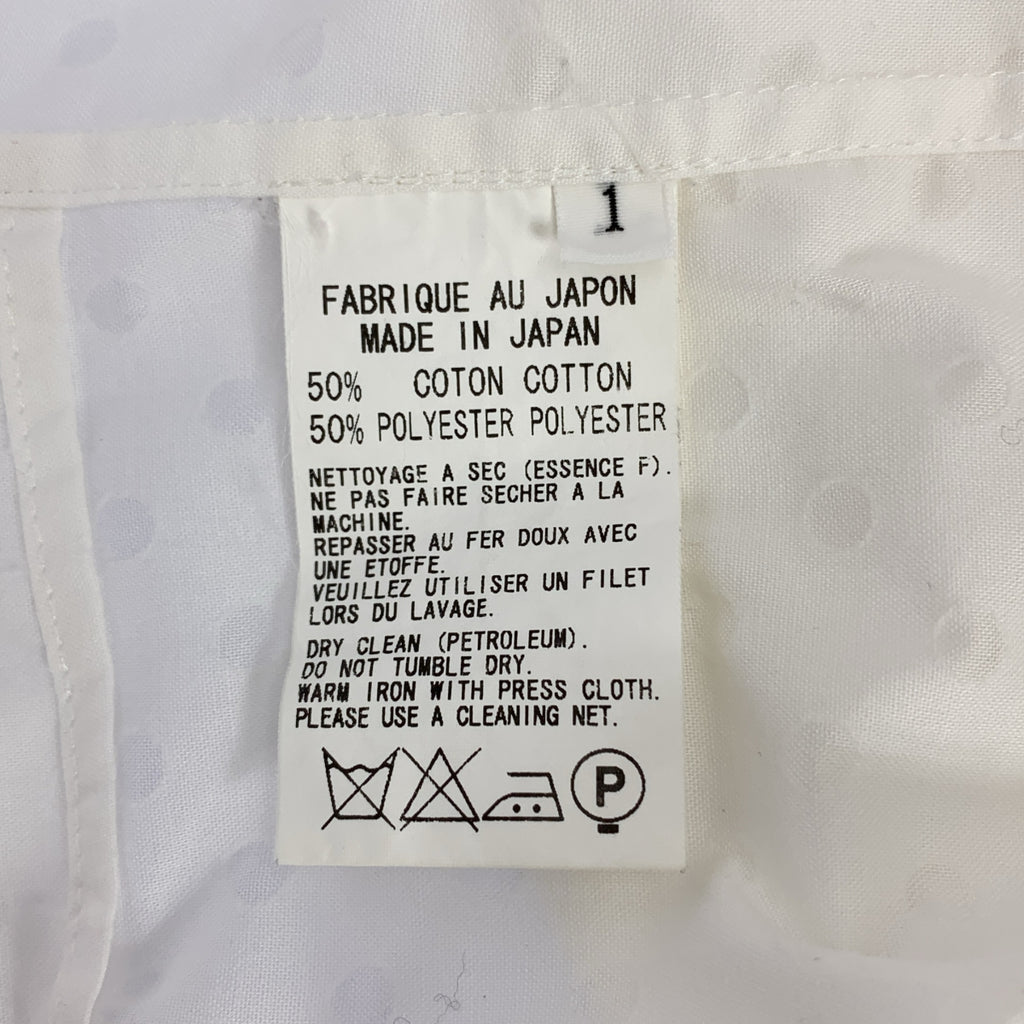 1
FABRIQUE AU JAPON
MADE IN JAPAN
50% COTON COTTON
50% POLYESTER POLYESTER
NETTOYAGE A SEC (ESSENCE F).
NE PAS FAIRE SECHER A LA
MACHINE.
REPASSER AU FER DOUX AVEC
UNE ETOFFE.
VEUILLEZ UTILISER UN FILET
LORS DU LAVAGE.
DRY CLEAN (PETROLEUM).
DO NOT TUMBLE DRY.
WARM IRON WITH PRESS CLOTH.
PLEASE USE A CLEANING NET.
P